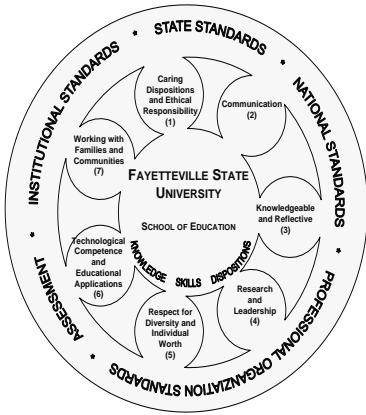 INSTITUTIONAL STANDARDS * STATE STANDARDS * NATIONAL STANDARDS * PROFESSIONAL ORGANZIATION STANDARDS * ASSESSMENT *
Caring
Dispositions
and Ethical
Responsibility
(1)
Communication
(2)
Knowledgeable
and Reflective
(3)
Research
and
Leadership
(4)
Respect for
Diversity and
Individual
Worth
(5)
Technological
Competence
and
Educational
Applications
(6)
Working with
Families and
Communities
(7)
FAYETTEVILLE STATE
UNIVERSITY
SCHOOL OF EDUCATION
KNOWLEDGE SKILLS DISPOSITIONS